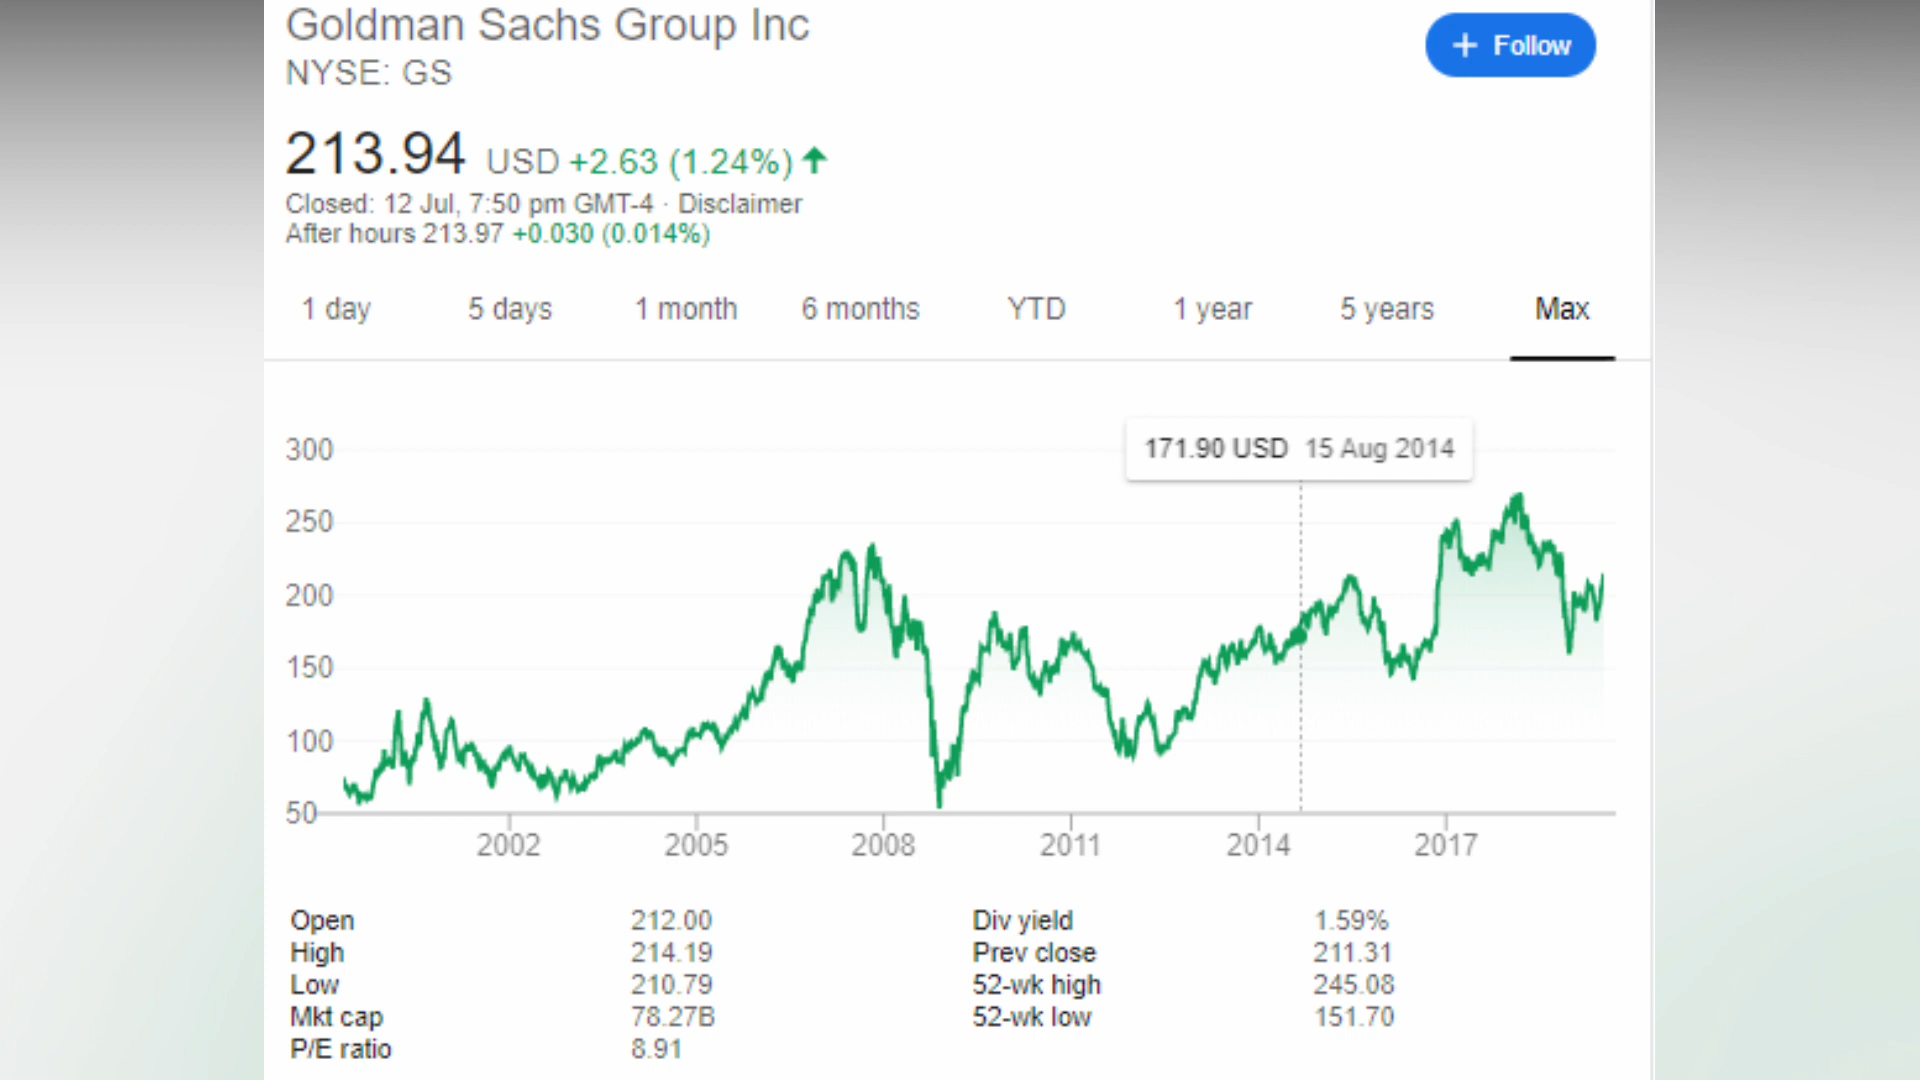 Goldman Sachs Group Inc
+ Follow
NYSE: GS
213.94 USD +2.63 (1.24%)
Closed: 12 Jul, 7:50 pm GMT-4 · Disclaimer
After hours 213.97 +0.030 (0.014%)
1 day 5 days 1 month 6 months YTD 1 year 5 years Max
171.90 USD 15 Aug 2014
300
250
200
150
100
50
2002 2005 2008 2011 2014 2017
Open 212.00 Div yield 1.59%
High 214.19 Prev close 211.31
Low 210.79 52-wk high 245.08
Mkt cap 78.27B 52-wk low 151.70
P/E ratio 8.91